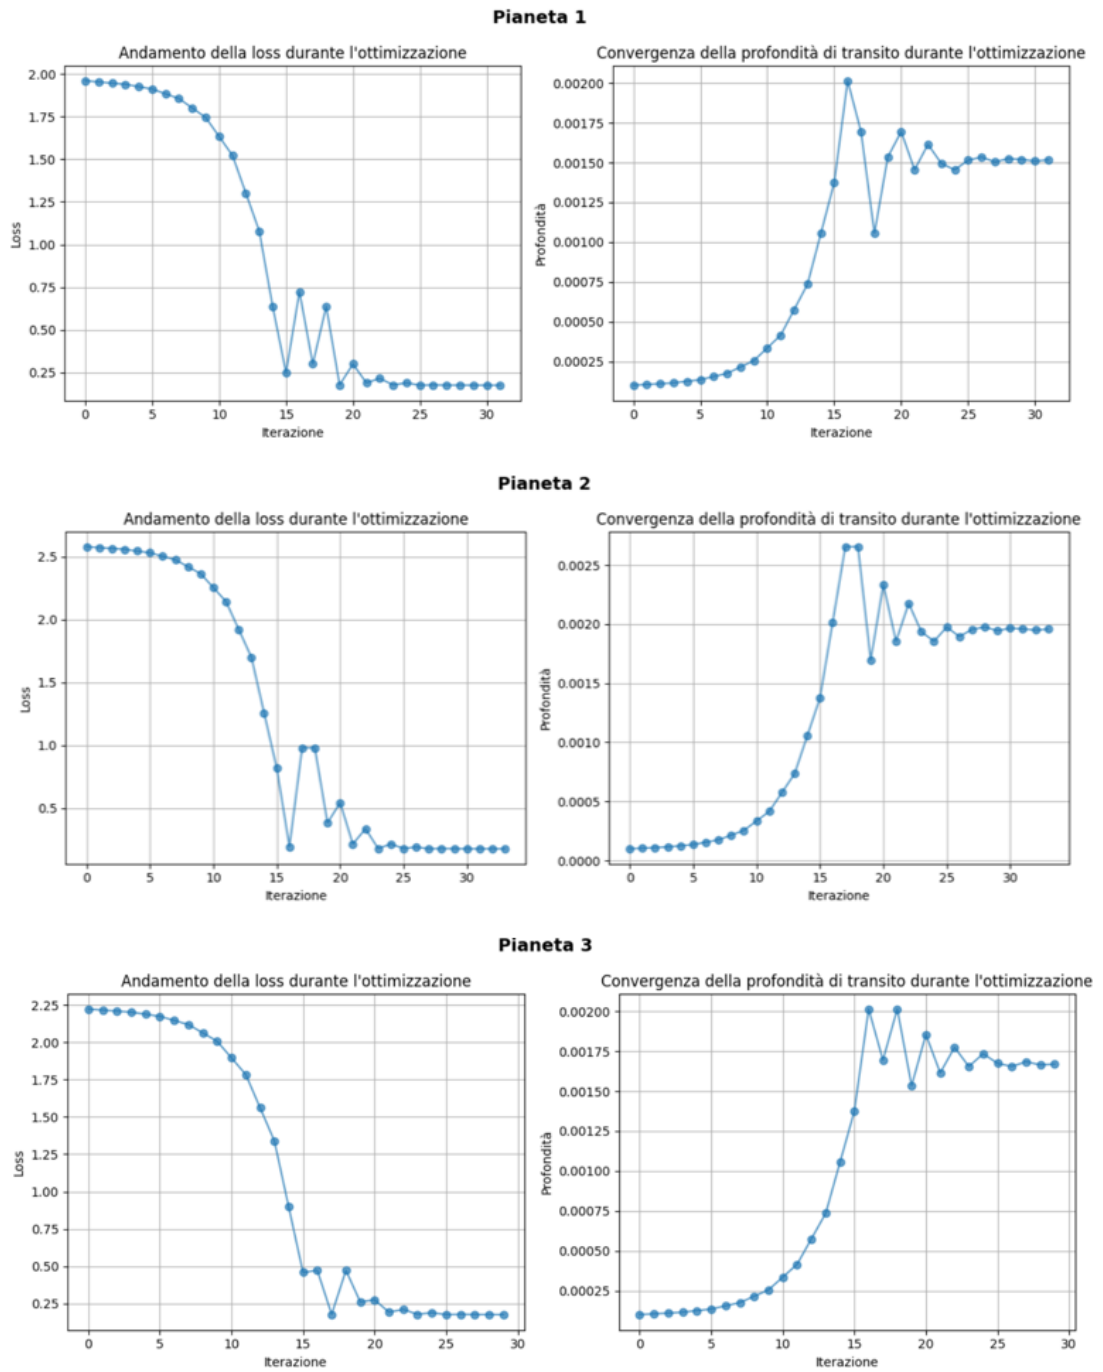 Pianeta 1
Andamento della loss durante l'ottimizzazione
2.00
1.75
1.50
1.25
1.00
0.75
0.50
0.25
Loss
0 5 10 15 20 25 30
Iterazione
Convergenza della profondità di transito durante l'ottimizzazione
0.00200
0.00175
0.00150
0.00125
0.00100
0.00075
0.00050
0.00025
Profondità
0 5 10 15 20 25 30
Iterazione
Pianeta 2
Andamento della loss durante l'ottimizzazione
2.5
2.0
1.5
1.0
0.5
Loss
0 5 10 15 20 25 30
Iterazione
Convergenza della profondità di transito durante l'ottimizzazione
0.0025
0.0020
0.0015
0.0010
0.0005
0.0000
Profondità
0 5 10 15 20 25 30
Iterazione
Pianeta 3
Andamento della loss durante l'ottimizzazione
2.25
2.00
1.75
1.50
1.25
1.00
0.75
0.50
0.25
Loss
0 5 10 15 20 25 30
Iterazione
Convergenza della profondità di transito durante l'ottimizzazione
0.00200
0.00175
0.00150
0.00125
0.00100
0.00075
0.00050
0.00025
Profondità
0 5 10 15 20 25 30
Iterazione